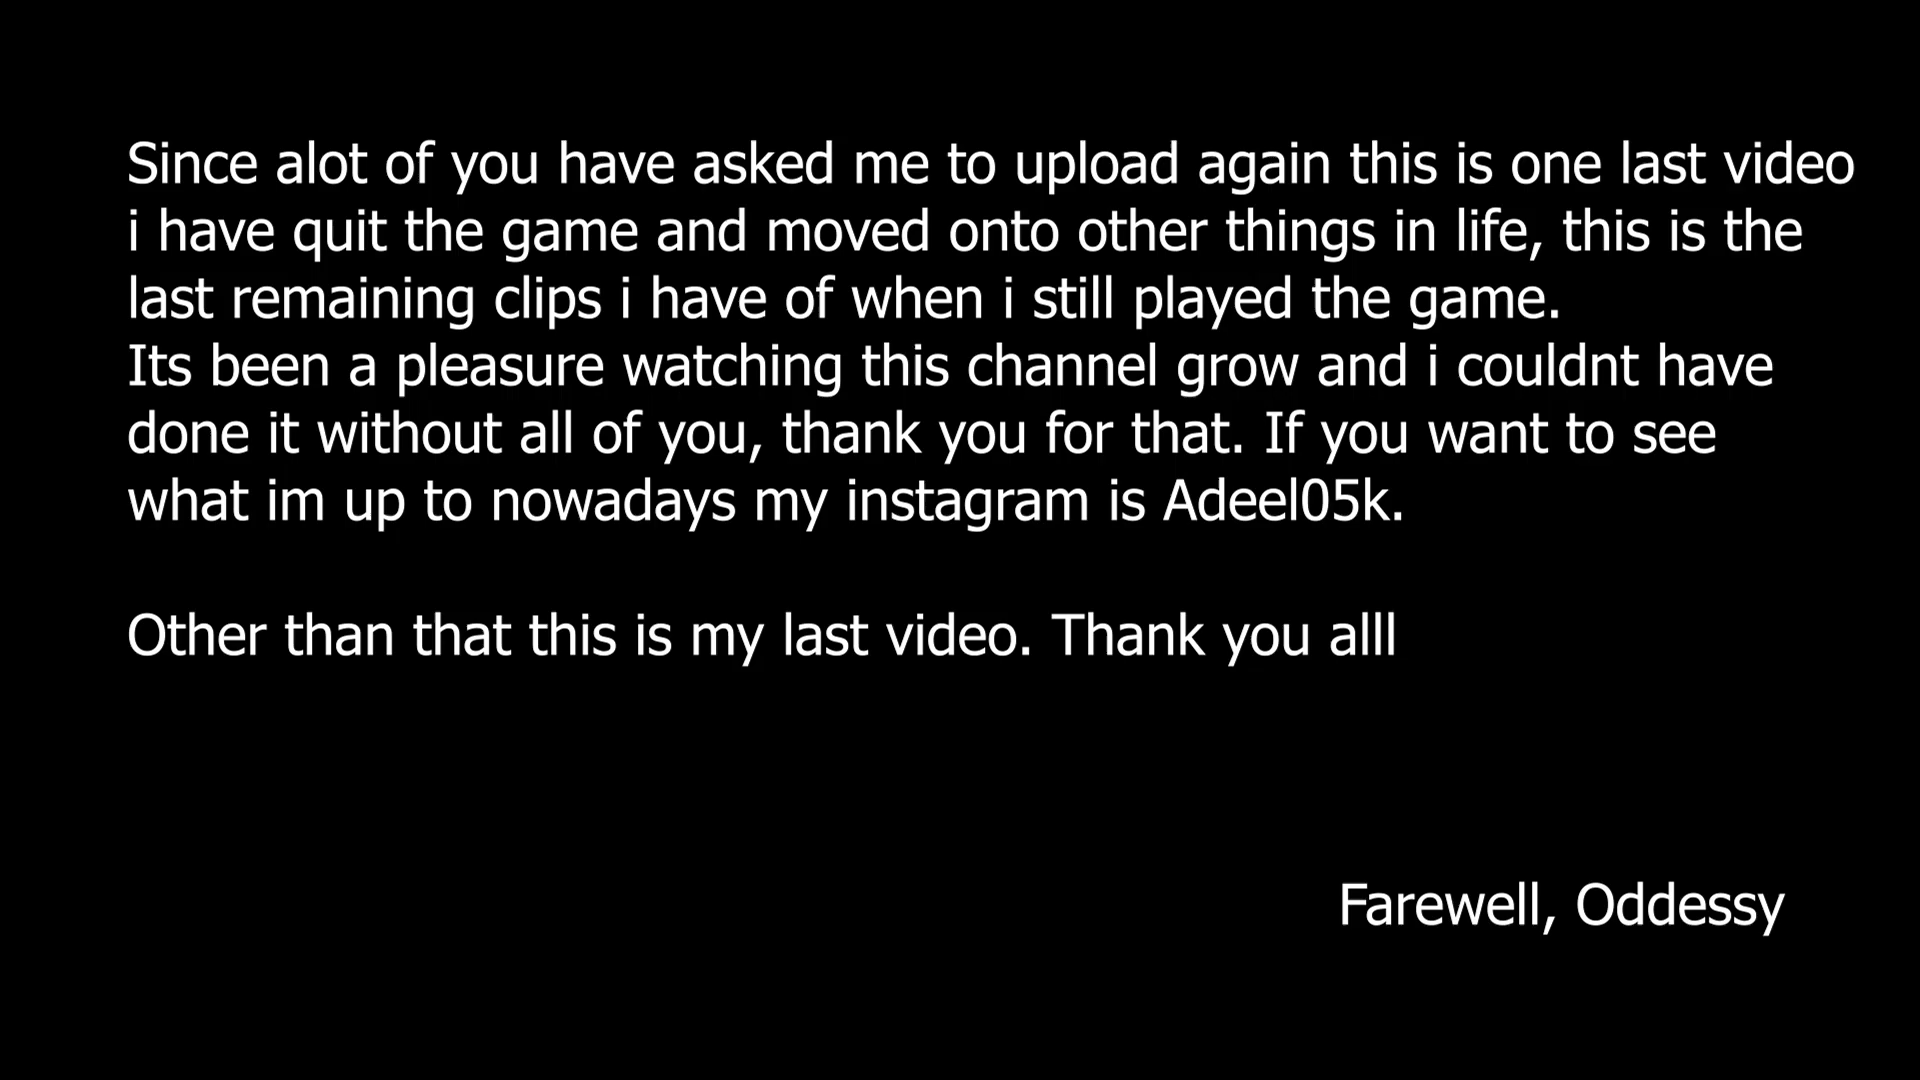 Since alot of you have asked me to upload again this is one last video
i have quit the game and moved onto other things in life, this is the
last remaining clips i have of when i still played the game.
Its been a pleasure watching this channel grow and i couldnt have
done it without all of you, thank you for that. If you want to see
what im up to nowadays my instagram is Adeel05k.
Other than that this is my last video. Thank you alll
Farewell, Oddessy